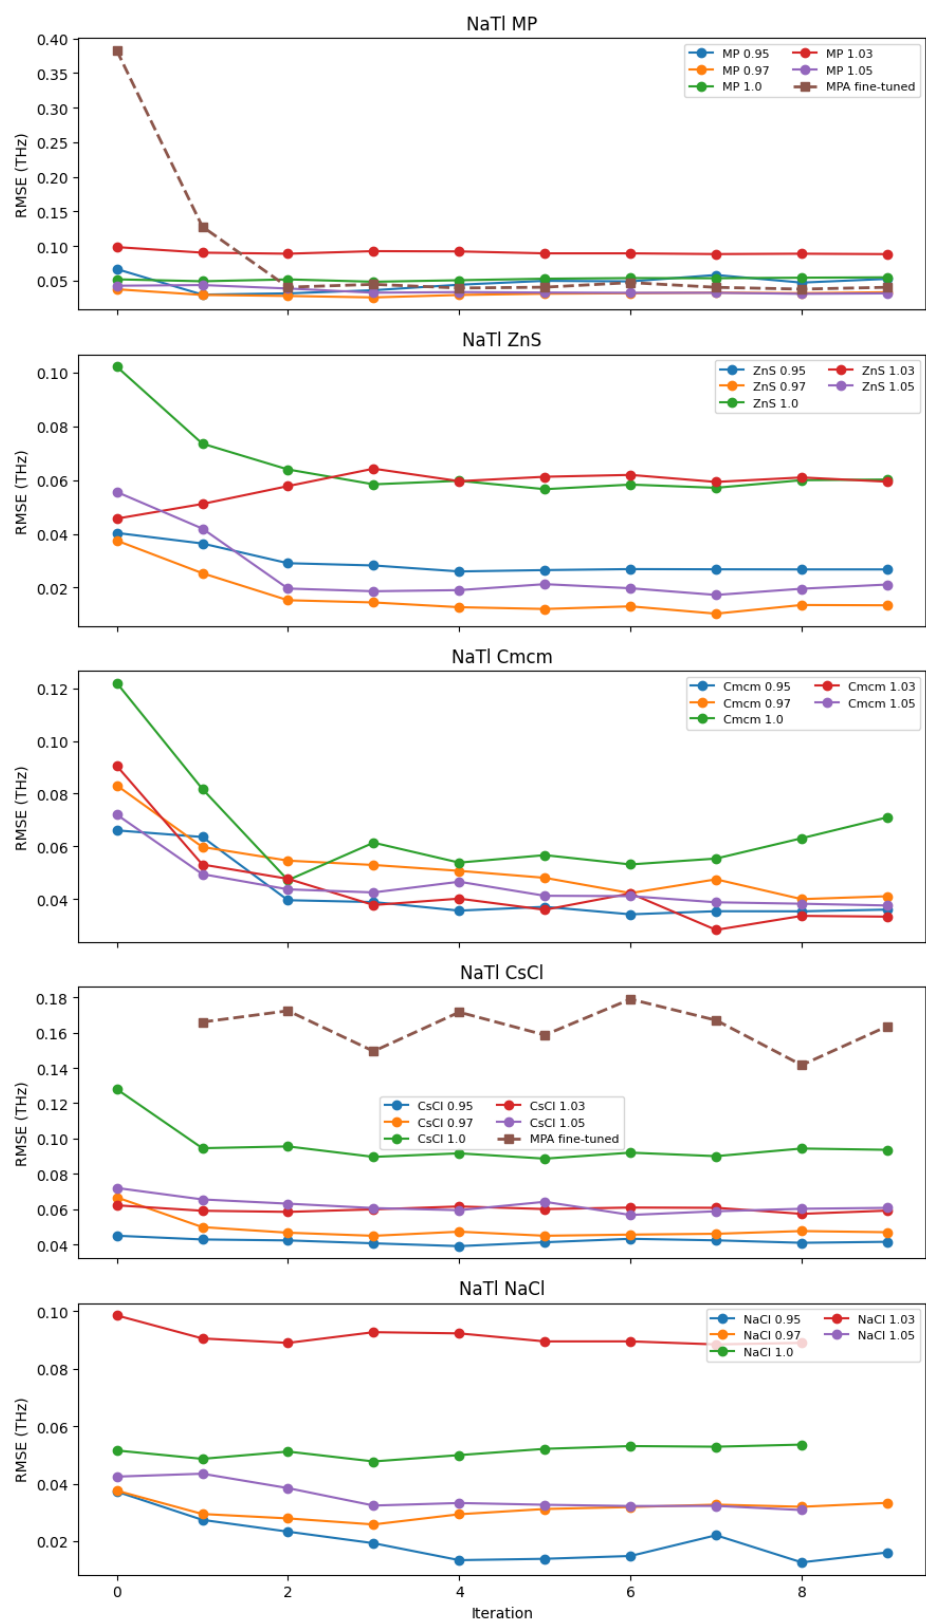 NaTl MP
0.40
0.35
0.30
0.25
0.20
0.15
0.10
0.05
RMSE (THz)
MP 0.95 MP 1.03
MP 0.97 MP 1.05
MP 1.0 MPA fine-tuned
NaTl ZnS
0.10
0.08
0.06
0.04
0.02
RMSE (THz)
ZnS 0.95 ZnS 1.03
ZnS 0.97 ZnS 1.05
ZnS 1.0
NaTl Cmcm
0.12
0.10
0.08
0.06
0.04
RMSE (THz)
Cmcm 0.95 Cmcm 1.03
Cmcm 0.97 Cmcm 1.05
Cmcm 1.0
NaTl CsCl
0.18
0.16
0.14
0.12
0.10
0.08
0.06
0.04
RMSE (THz)
CsCl 0.95 CsCl 1.03
CsCl 0.97 CsCl 1.05
CsCl 1.0 MPA fine-tuned
NaTl NaCl
0.10
0.08
0.06
0.04
0.02
RMSE (THz)
NaCl 0.95 NaCl 1.03
NaCl 0.97 NaCl 1.05
NaCl 1.0
0 2 4 6 8
Iteration